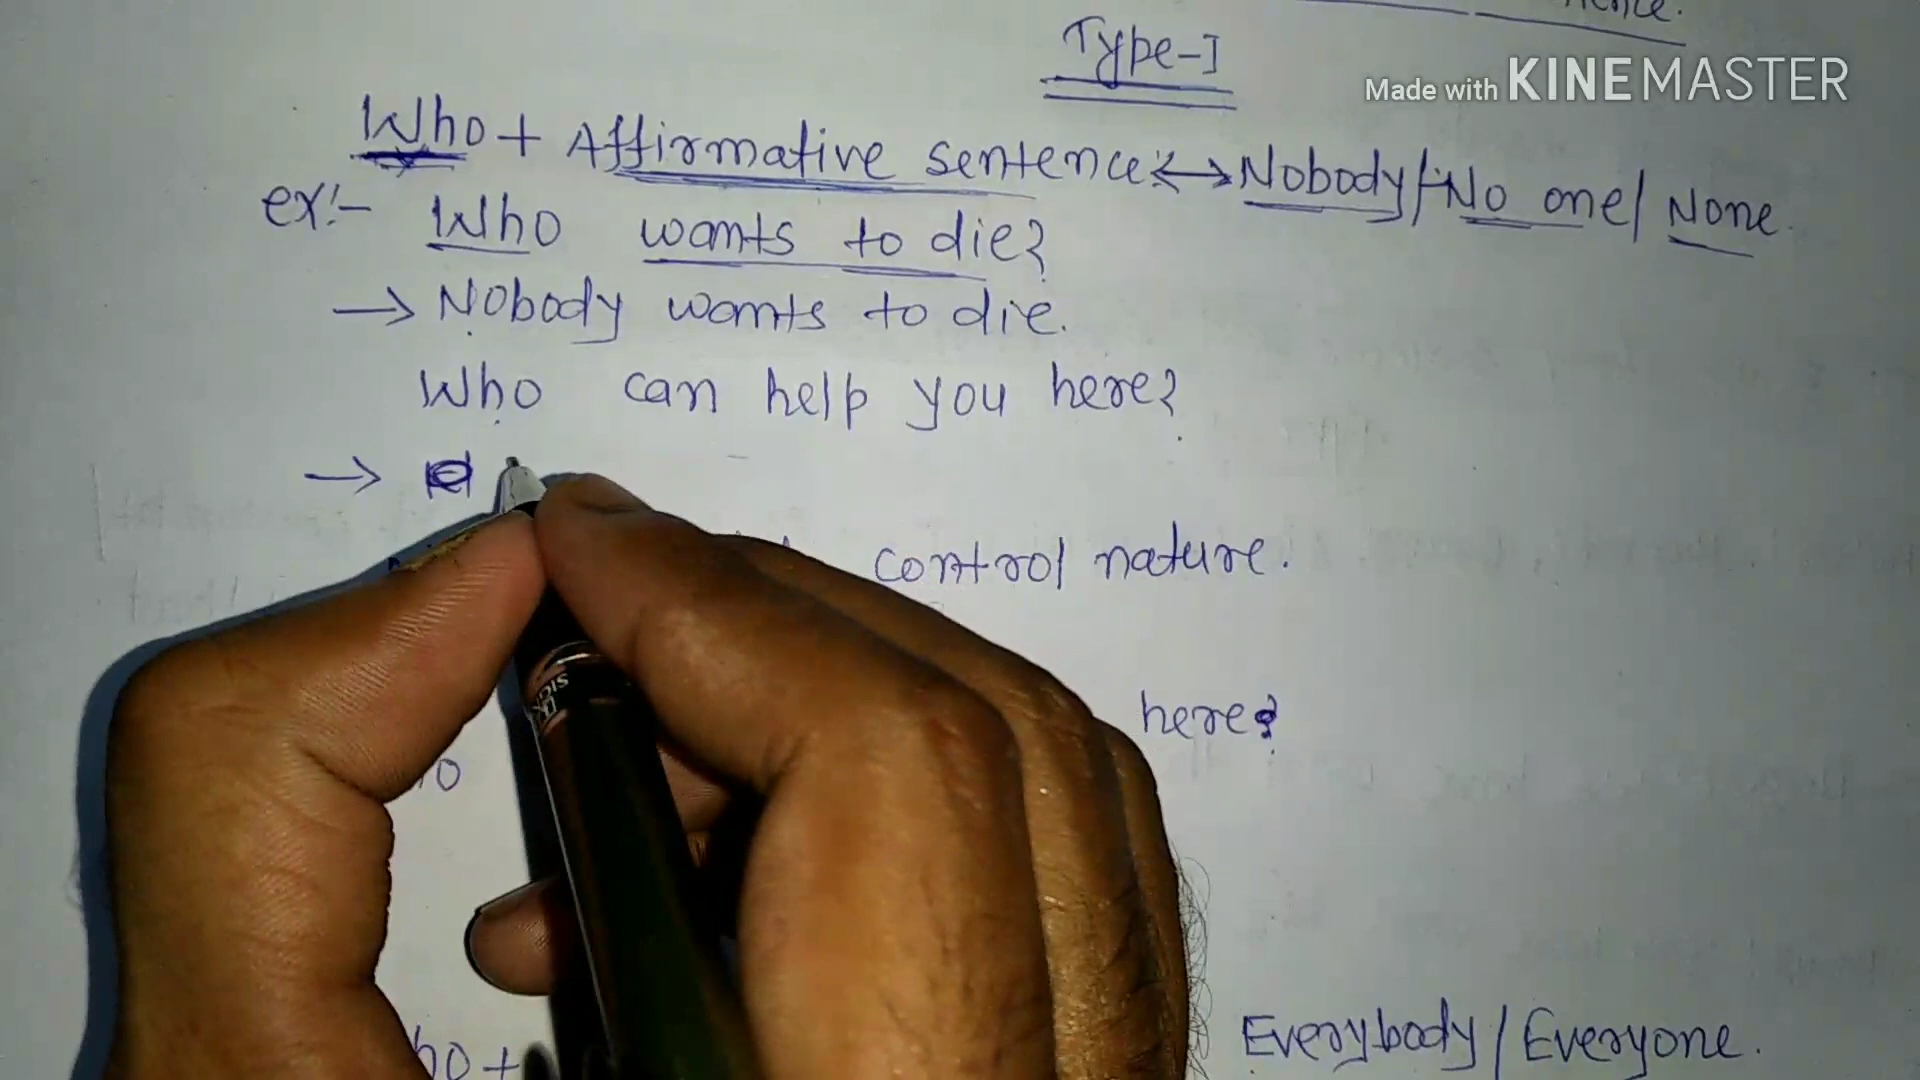 Type-I
Made with KINEMASTER
Who + Affirmative sentence? ↔ Nobody/No one/None.
ex:- Who wants to die?
→ Nobody wants to die.
Who can help you here?
→
control nature.
here?
Everybody/Everyone.